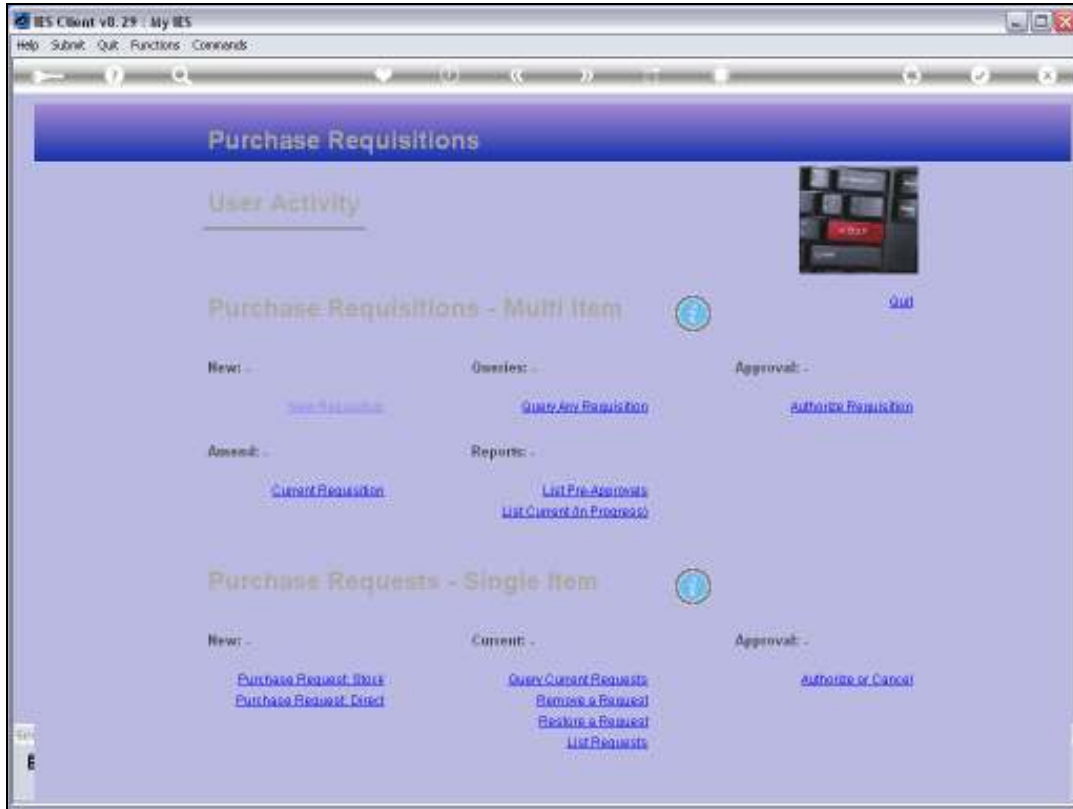 IES Client v8.29 : My IES
Help Submit Quit Functions Commands
Purchase Requisitions
User Activity
Purchase Requisitions - Multi Item
Quit
New: - Queries: - Approval: -
New Requisition Query Any Requisition Authorize Requisition
Amend: - Reports: -
Current Requisition List Pre-Approvals
List Current (In Progress)
Purchase Requests - Single Item
New: - Current: - Approval: -
Purchase Request: Stock Query Current Requests Authorize or Cancel
Purchase Request: Direct Remove a Request
Restore a Request
List Requests